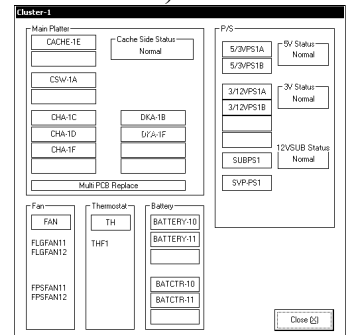 Cluster-1
Main Platter
CACHE-1E
Cache Side Status
Normal
CSW-1A
CHA-1C
DKA-1B
CHA-1D
DKA-1F
CHA-1F
Multi PCB Replace
P/S
5/3VPS1A
5/3VPS1B
5V Status
Normal
3/12VPS1A
3/12VPS1B
3V Status
Normal
12VSUB Status
SUBPS1
Normal
SVP-PS1
Fan
FAN
FLGFAN11
FLGFAN12
FPSFAN11
FPSFAN12
Thermostat
TH
THF1
Battery
BATTERY-10
BATTERY-11
BATCTR-10
BATCTR-11
Close (X)